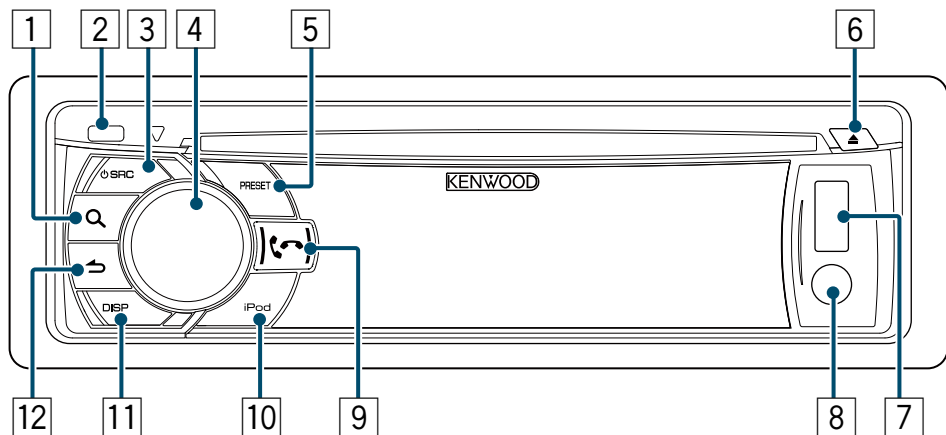 1 2 3 4 5 6
SRC
PRESET
KENWOOD
DISP
iPod
12 11 10 9 8 7